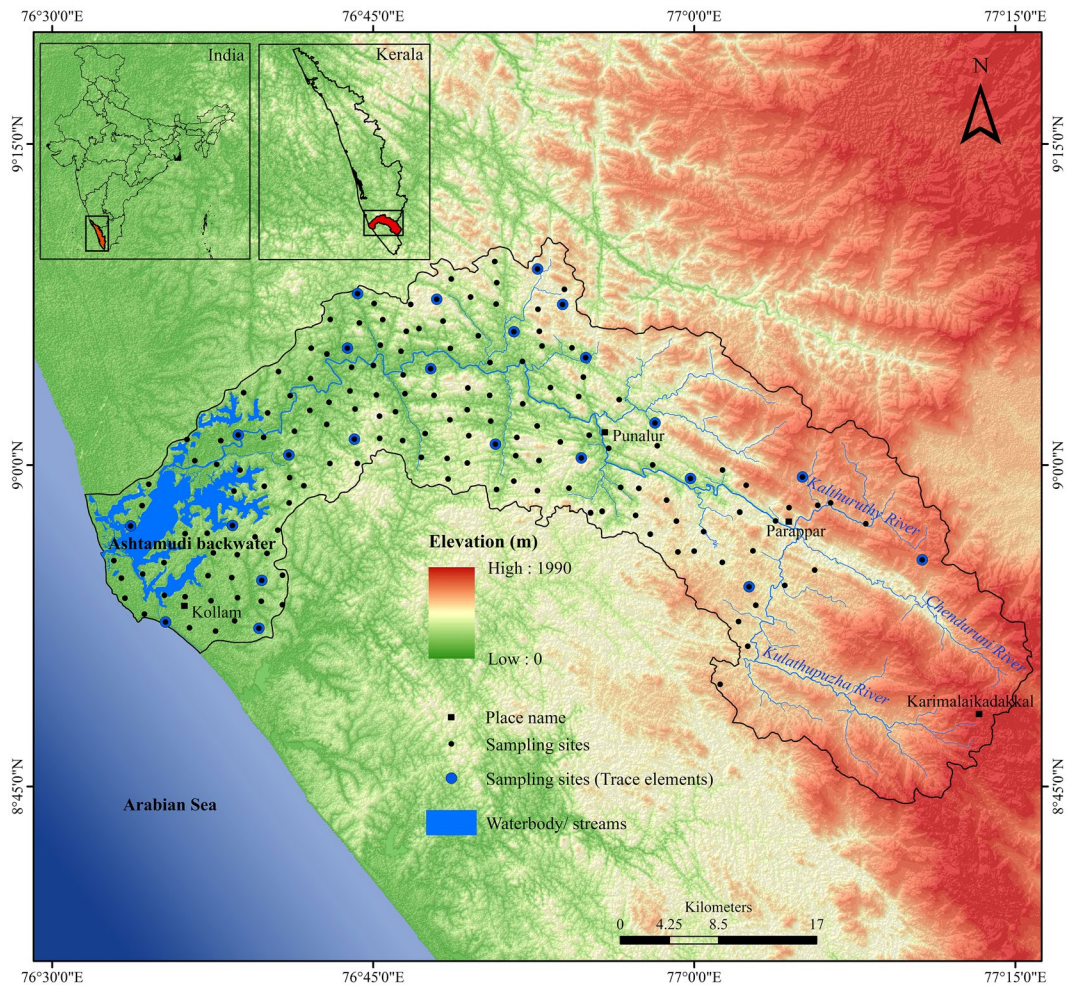 76°30'0"E
76°45'0"E
77°0'0"E
77°15'0"E
India
Kerala
N
9°15'0"N
9°15'0"N
Punalur
9°0'0"N
9°0'0"N
Kalthuruthy River
Parappar
Ashtamudi backwater
Elevation (m)
High : 1990
Kollam
Chenduruni River
Low : 0
Kulathupuzha River
Karimalaikadakkal
Place name
Sampling sites
Sampling sites (Trace elements)
8°45'0"N
8°45'0"N
Arabian Sea
Waterbody/ streams
Kilometers
0 4.25 8.5 17
76°30'0"E
76°45'0"E
77°0'0"E
77°15'0"E